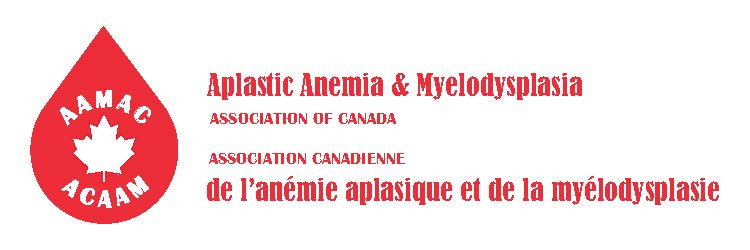 AAMAC
ACAAM
Aplastic Anemia & Myelodysplasia
ASSOCIATION OF CANADA
ASSOCIATION CANADIENNE
de l'anémie aplasique et de la myélodysplasie